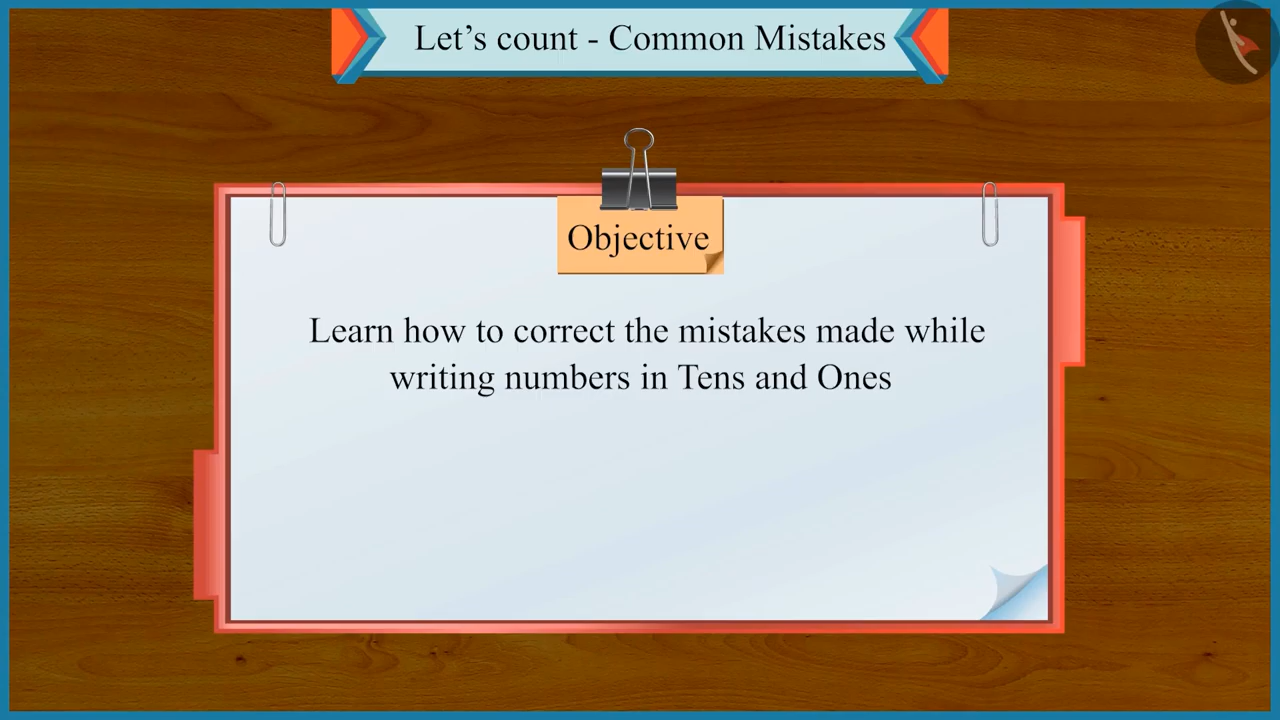 Let’s count - Common Mistakes
Objective
Learn how to correct the mistakes made while
writing numbers in Tens and Ones